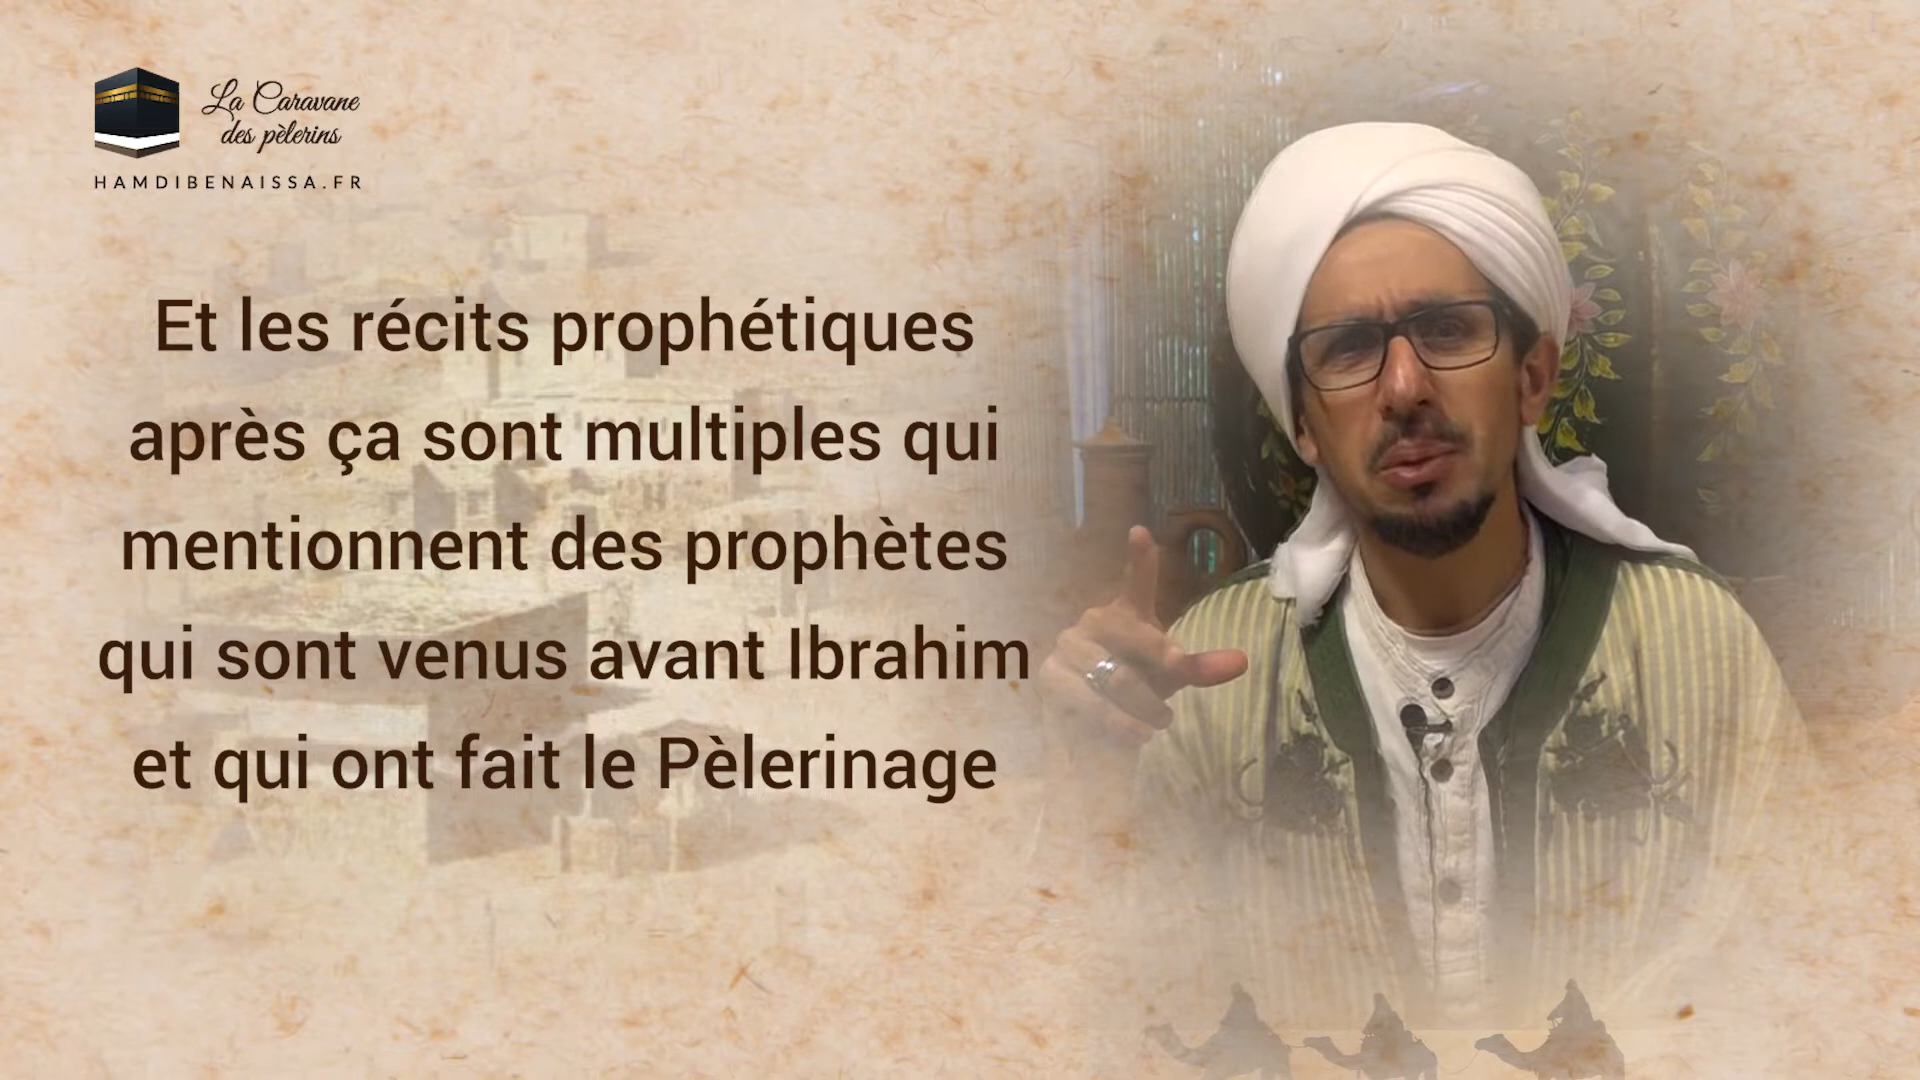 La Caravane
des pèlerins
HAMDIBENAISSA.FR
Et les récits prophétiques
après ça sont multiples qui
mentionnent des prophètes
qui sont venus avant Ibrahim
et qui ont fait le Pèlerinage